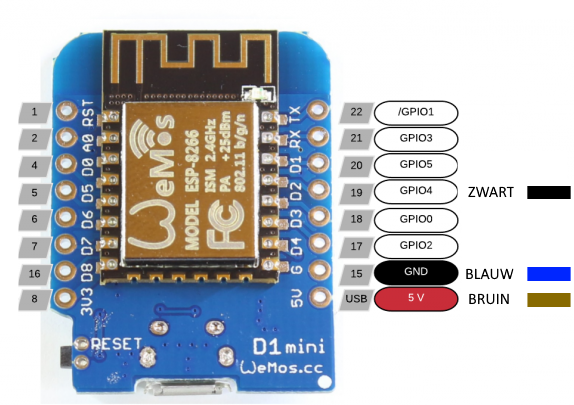 1 RST TX 22 /GPIO1
2 A0 RX 21 GPIO3
4 D0 D1 20 GPIO5
5 D5 D2 19 GPIO4 ZWART
6 D6 D3 18 GPIO0
7 D7 D4 17 GPIO2
16 D8 G 15 GND BLAUW
8 3V3 5V USB 5 V BRUIN
WeMos
MODEL ESP-8266
ISM 2.4GHz
PA +25dBm
802.11 b/g/n
FC
RESET
D1 mini
WeMos.cc